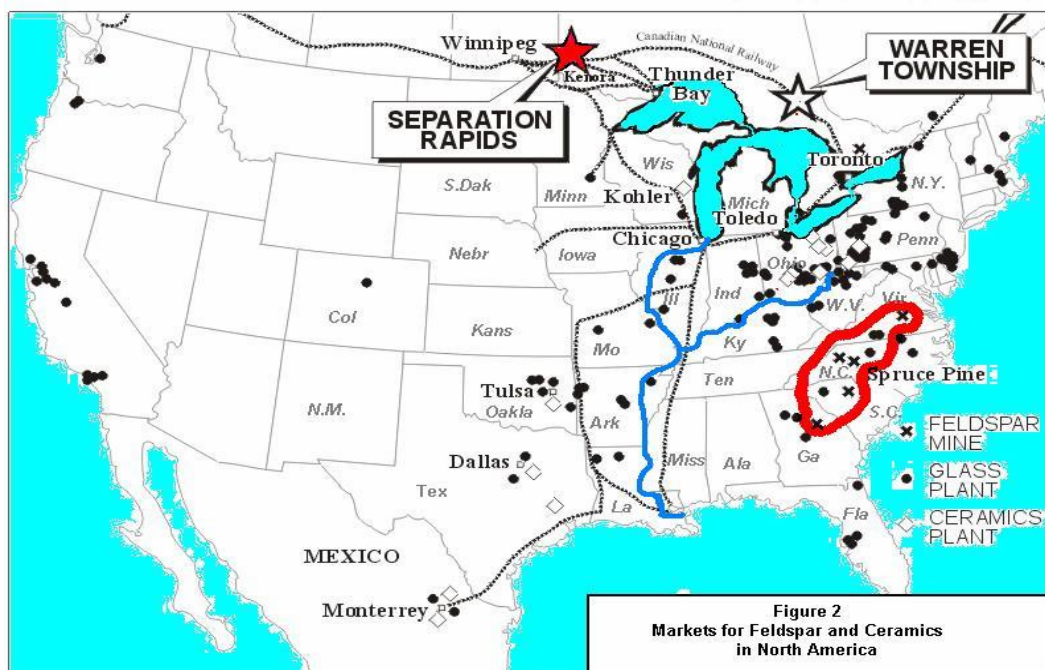 Winnipeg
Canadian National Railway
WARREN
TOWNSHIP
Kenora
Thunder
Bay
SEPARATION
RAPIDS
Toronto
Wis
S.Dak
Minn
N.Y.
Kohler
Mich
Toledo
Chicago
Nebr
Iowa
Penn
Ohio
Ill
Ind
W.V.
Vir
Col
Kans
Mo
Ky
N.C.
Spruce Pine
Ten
Tulsa
Oakla
N.M.
Ark
S.C.
FELDSPAR
MINE
Dallas
Miss
Ala
Ga
GLASS
PLANT
Tex
La
Fla
CERAMICS
PLANT
MEXICO
Monterrey
Figure 2
Markets for Feldspar and Ceramics
in North America